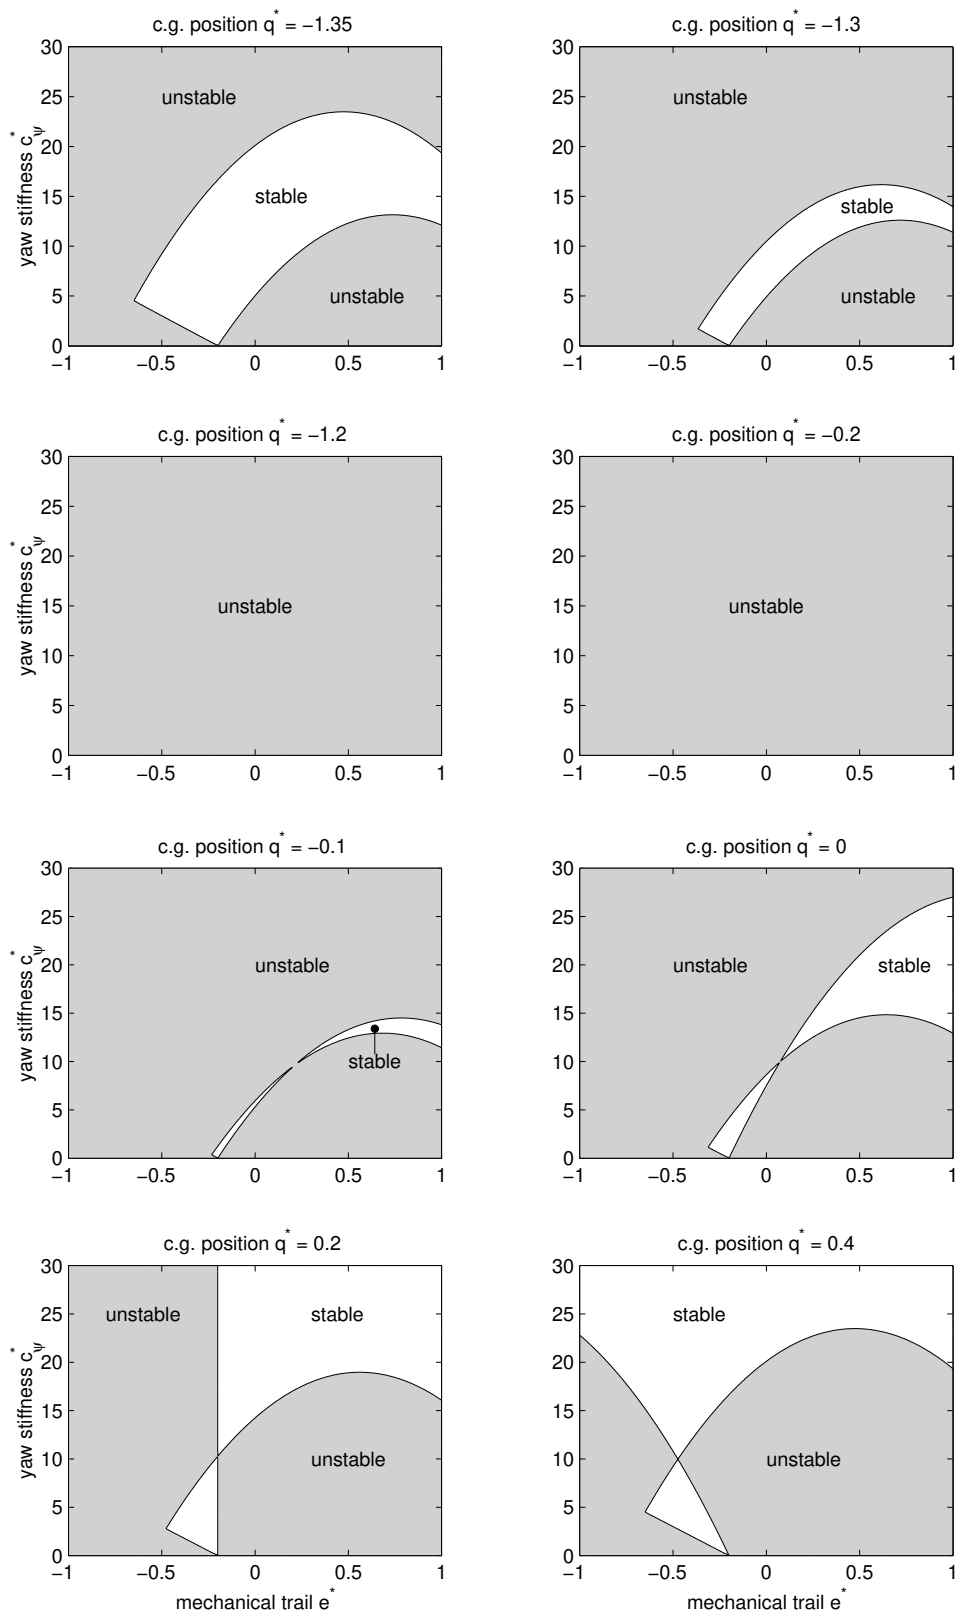 c.g. position q* = −1.35
yaw stiffness c*ψ
30
25
20
15
10
5
0
unstable
stable
unstable
−1 −0.5 0 0.5 1
c.g. position q* = −1.3
30
25
20
15
10
5
0
unstable
stable
unstable
−1 −0.5 0 0.5 1
c.g. position q* = −1.2
yaw stiffness c*ψ
30
25
20
15
10
5
0
unstable
−1 −0.5 0 0.5 1
c.g. position q* = −0.2
30
25
20
15
10
5
0
unstable
−1 −0.5 0 0.5 1
c.g. position q* = −0.1
yaw stiffness c*ψ
30
25
20
15
10
5
0
unstable
stable
−1 −0.5 0 0.5 1
c.g. position q* = 0
30
25
20
15
10
5
0
unstable
stable
−1 −0.5 0 0.5 1
c.g. position q* = 0.2
yaw stiffness c*ψ
30
25
20
15
10
5
0
unstable
stable
unstable
−1 −0.5 0 0.5 1
mechanical trail e*
c.g. position q* = 0.4
30
25
20
15
10
5
0
stable
unstable
−1 −0.5 0 0.5 1
mechanical trail e*